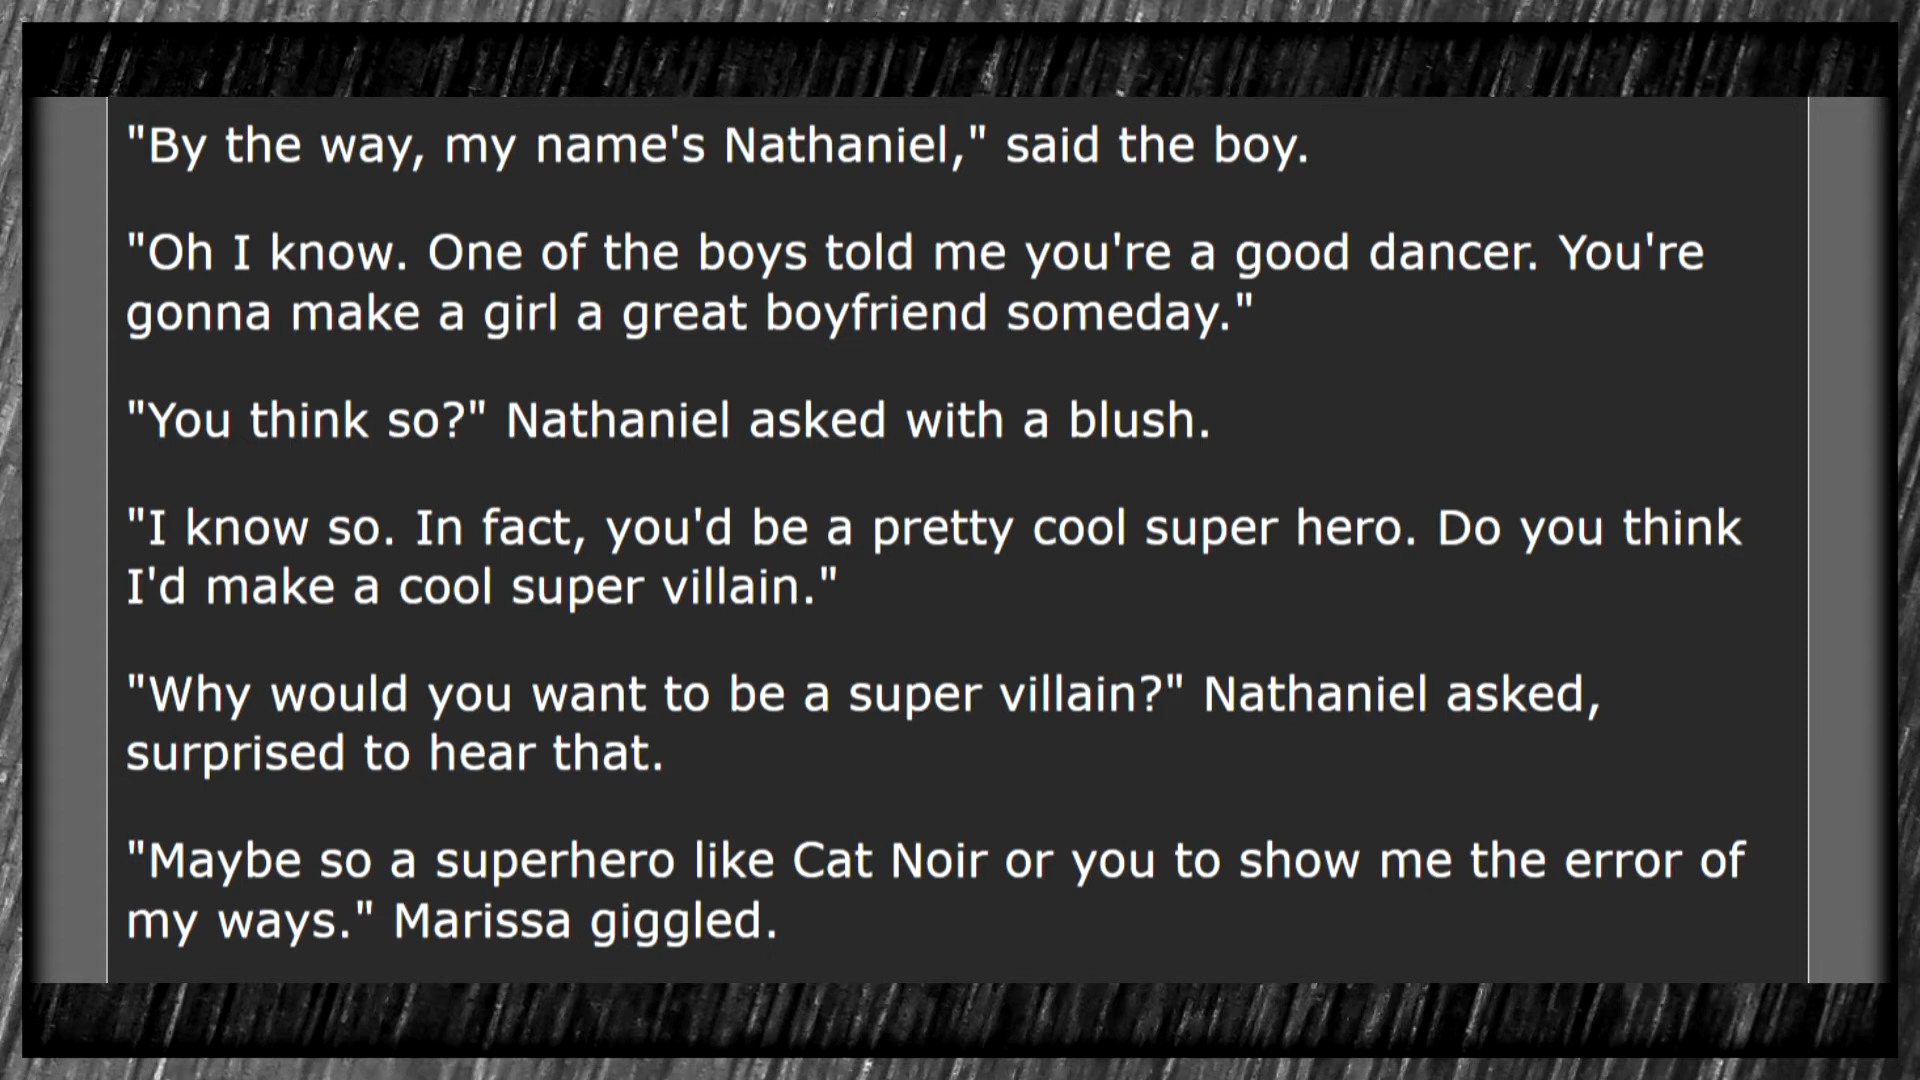 "By the way, my name's Nathaniel," said the boy.
"Oh I know. One of the boys told me you're a good dancer. You're
gonna make a girl a great boyfriend someday."
"You think so?" Nathaniel asked with a blush.
"I know so. In fact, you'd be a pretty cool super hero. Do you think
I'd make a cool super villain."
"Why would you want to be a super villain?" Nathaniel asked,
surprised to hear that.
"Maybe so a superhero like Cat Noir or you to show me the error of
my ways." Marissa giggled.